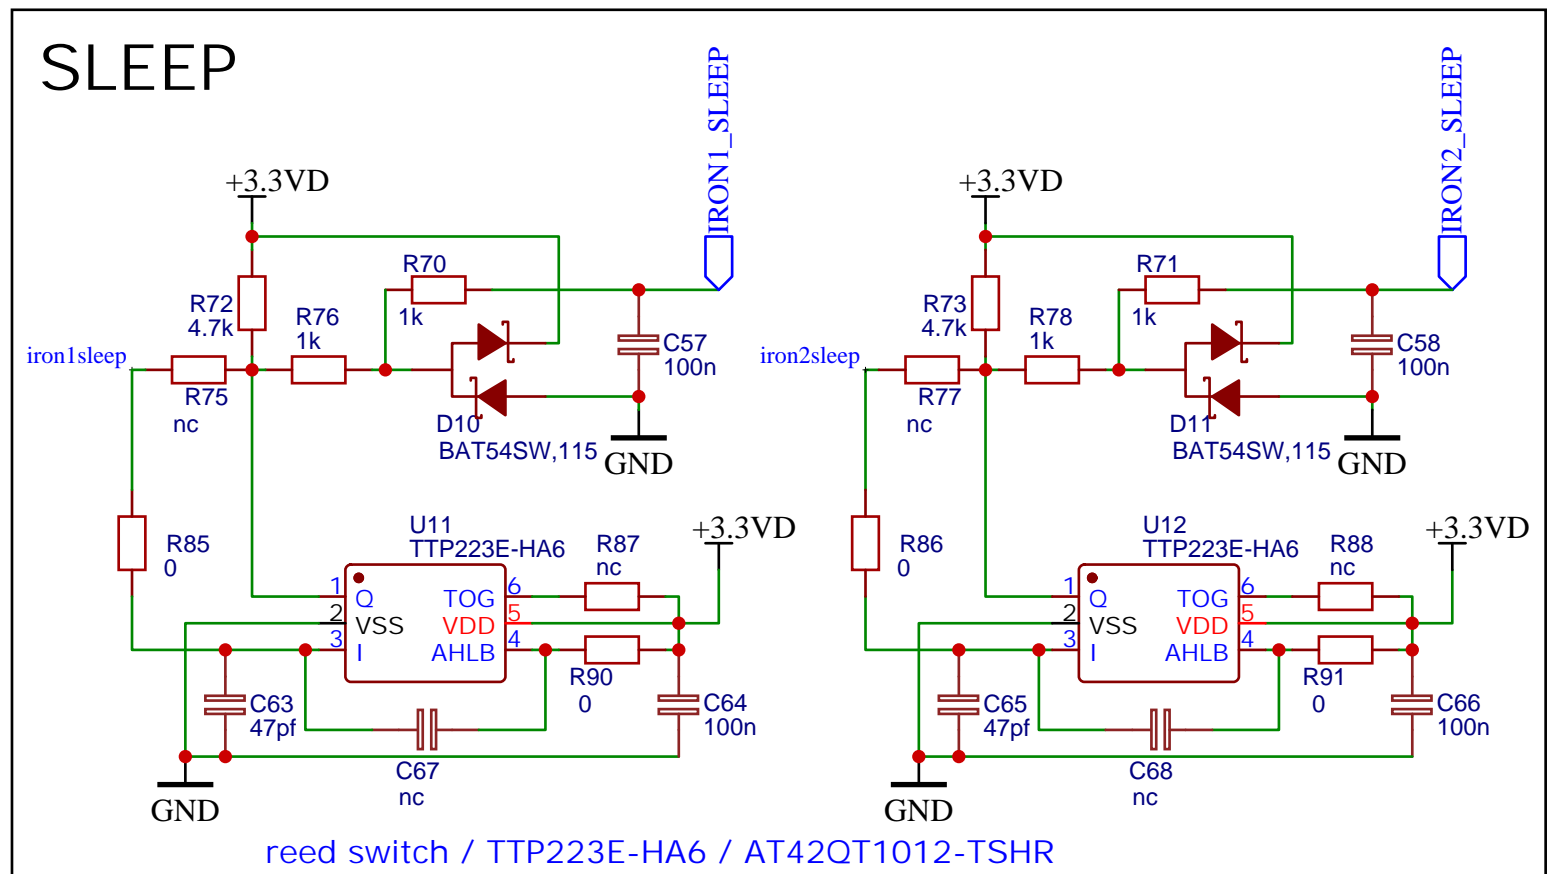 SLEEP
IRON1_SLEEP
IRON2_SLEEP
+3.3VD
+3.3VD
R70
1k
R71
1k
R72
4.7k
R76
1k
R73
4.7k
R78
1k
C57
100n
C58
100n
iron1sleep
R75
nc
iron2sleep
R77
nc
D10
BAT54SW,115
GND
D11
BAT54SW,115
GND
U11
TTP223E-HA6
R87
nc
+3.3VD
U12
TTP223E-HA6
R88
nc
+3.3VD
R85
0
R86
0
1 Q TOG 6
2 VSS VDD 5
3 I AHLB 4
1 Q TOG 6
2 VSS VDD 5
3 I AHLB 4
R90
0
R91
0
C63
47pf
C64
100n
C65
47pf
C66
100n
C67
nc
C68
nc
GND
GND
reed switch / TTP223E-HA6 / AT42QT1012-TSHR